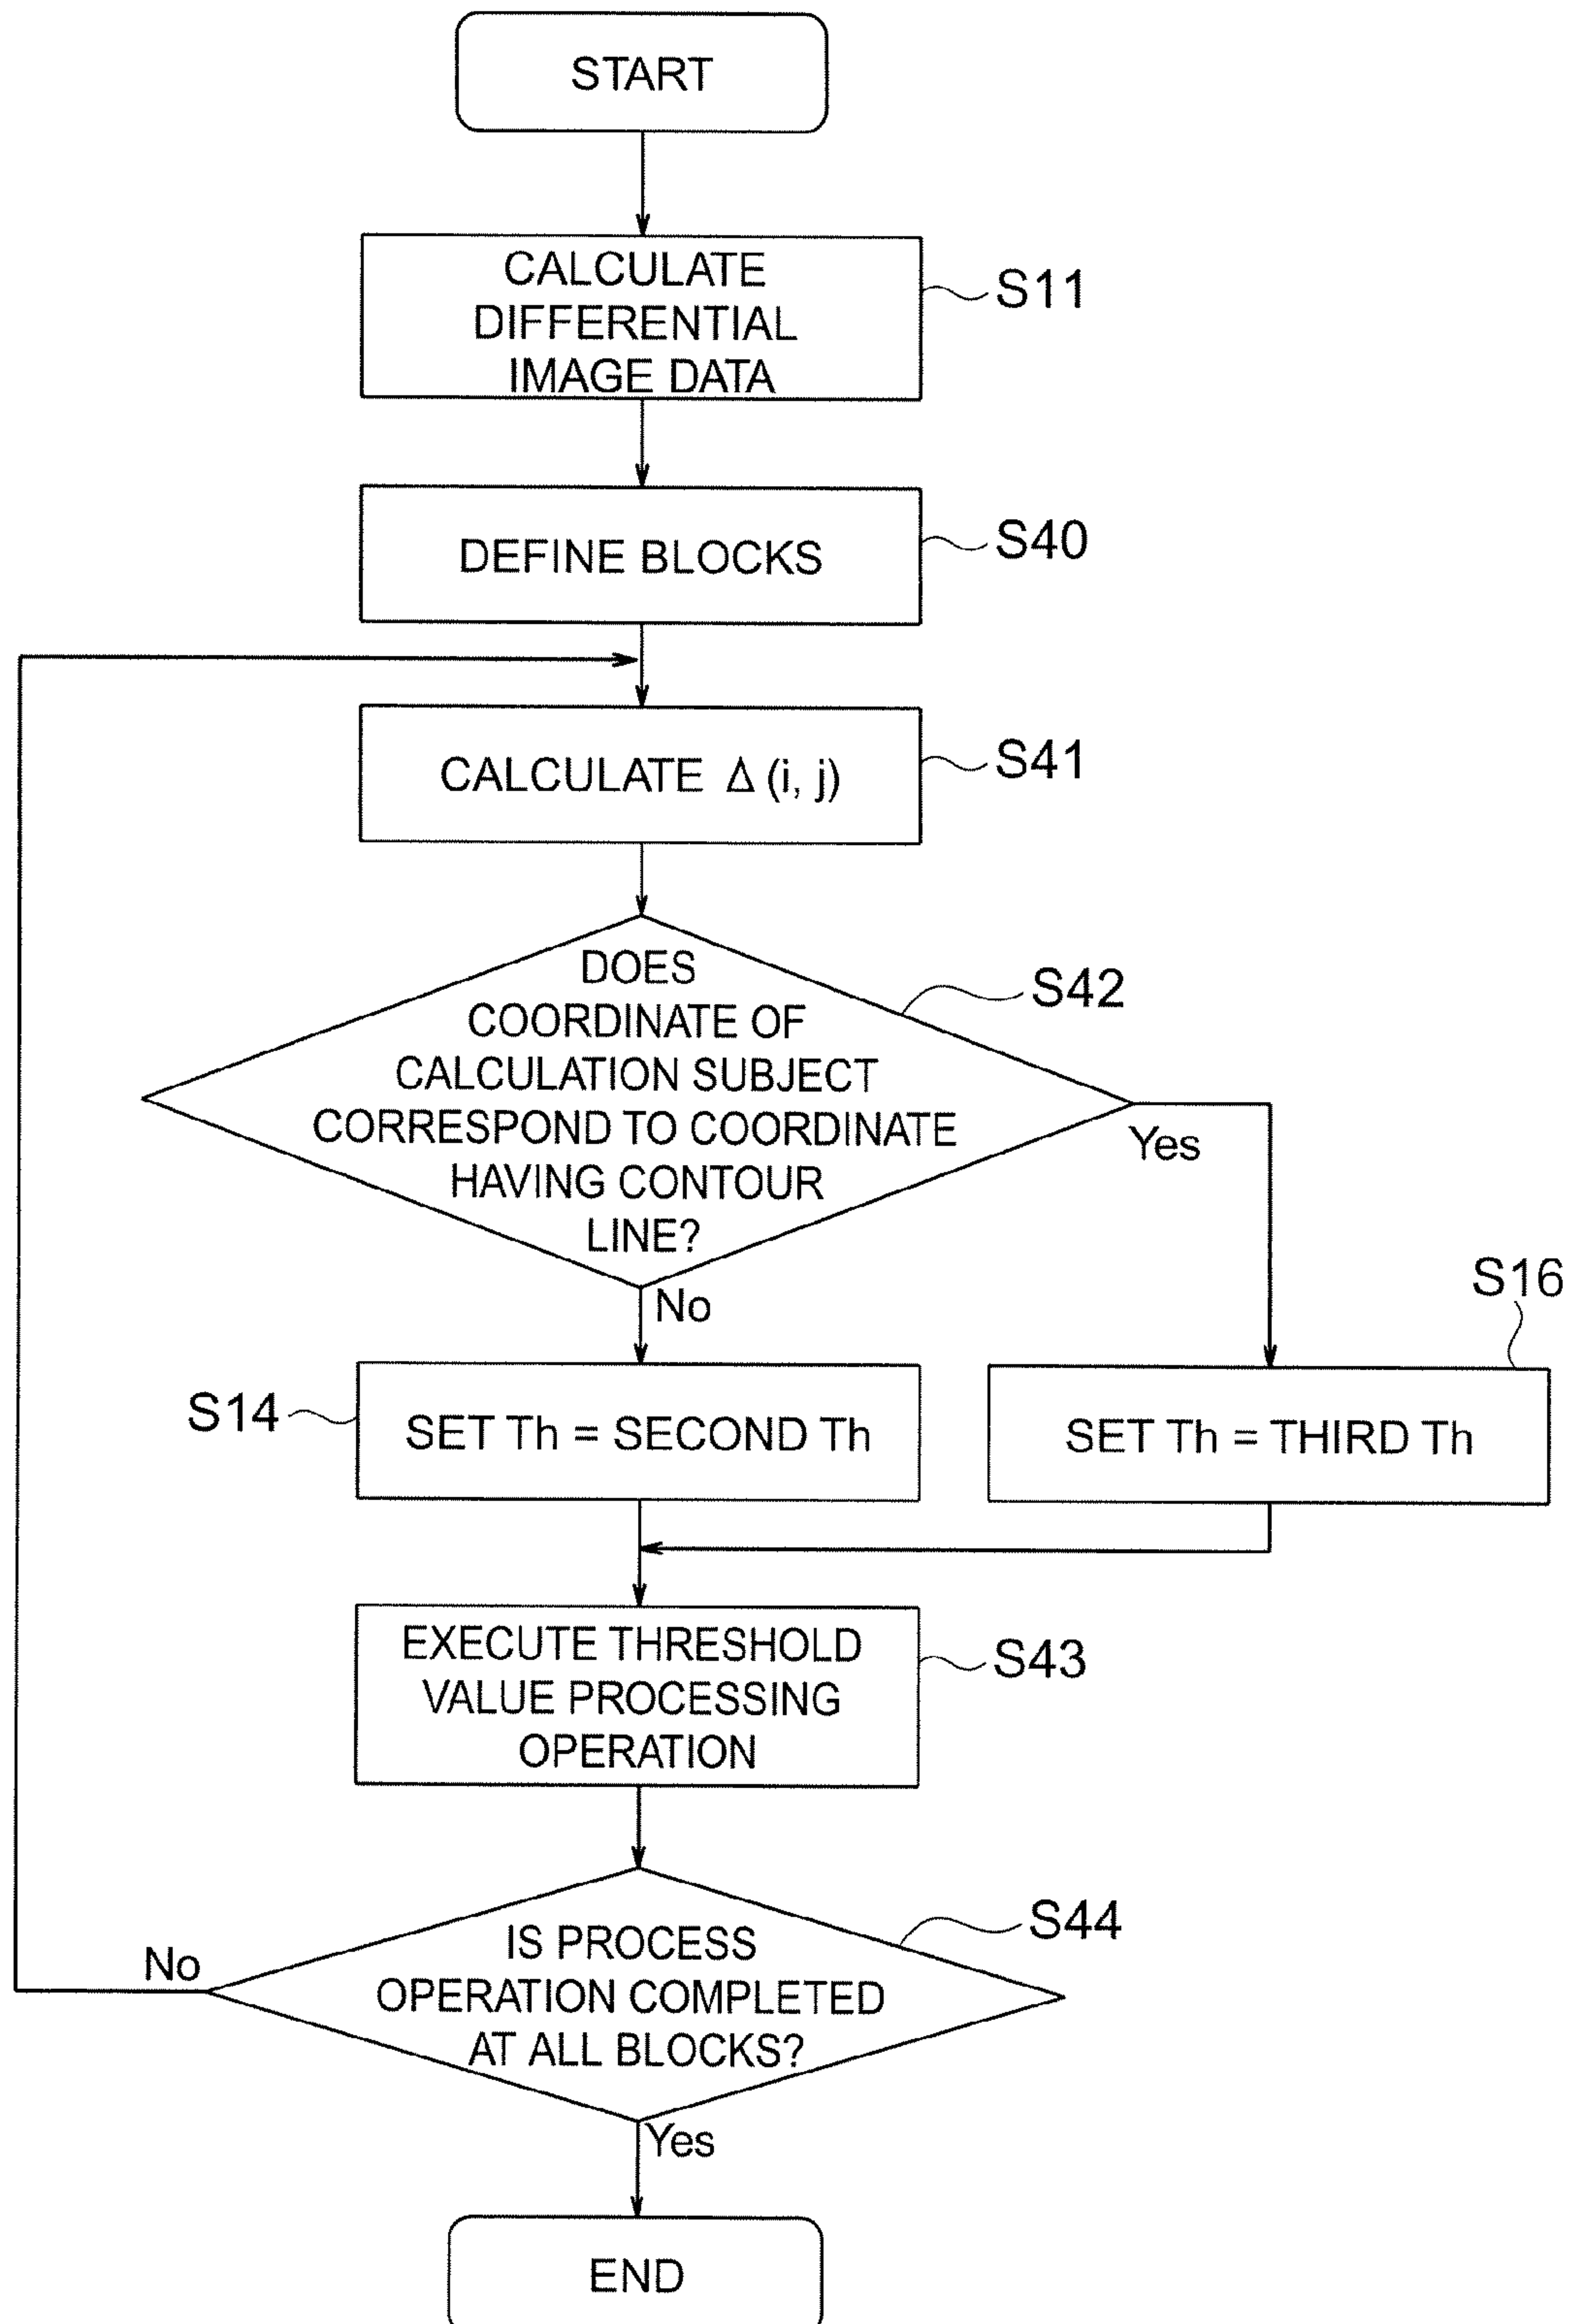 START
CALCULATE
DIFFERENTIAL
IMAGE DATA
S11
DEFINE BLOCKS
S40
CALCULATE Δ (i, j)
S41
DOES
COORDINATE OF
CALCULATION SUBJECT
CORRESPOND TO COORDINATE
HAVING CONTOUR
LINE?
S42
Yes
No
S16
S14
SET Th = SECOND Th
SET Th = THIRD Th
EXECUTE THRESHOLD
VALUE PROCESSING
OPERATION
S43
IS PROCESS
OPERATION COMPLETED
AT ALL BLOCKS?
S44
No
Yes
END